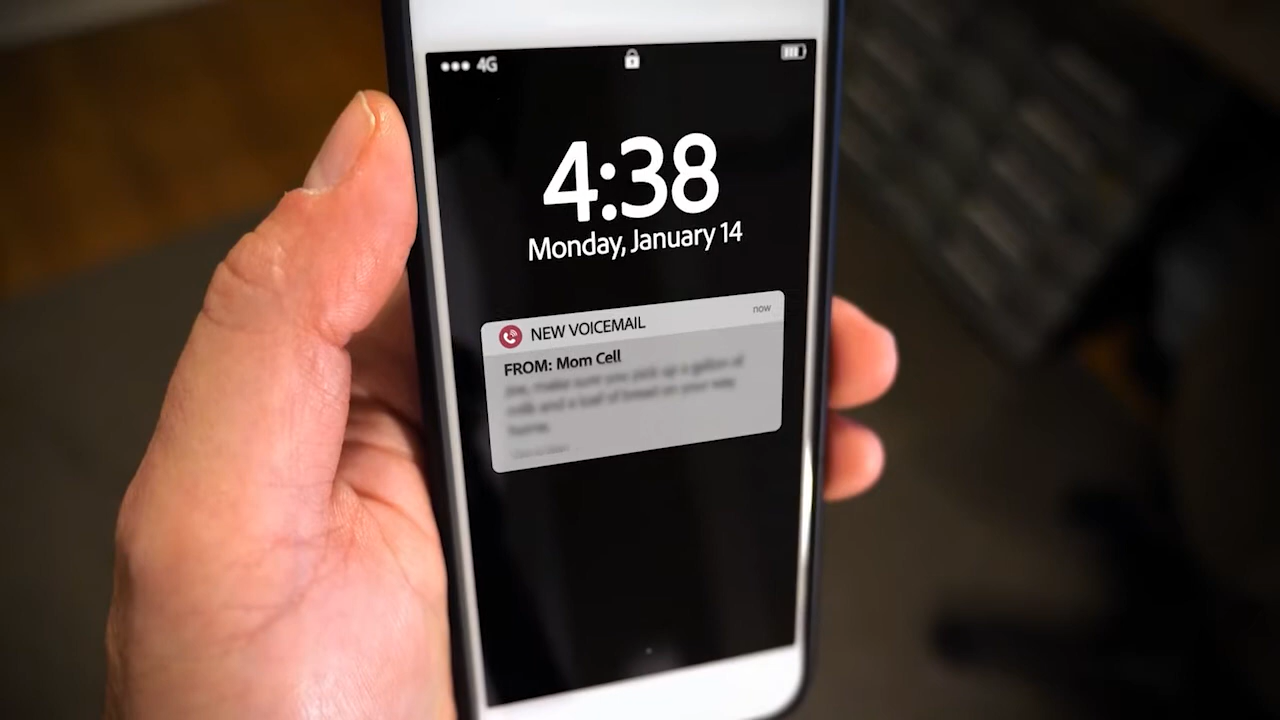 4G
4:38
Monday, January 14
NEW VOICEMAIL
now
FROM: Mom Cell
make sure you pick up a gallon of
milk and a loaf of bread on your way
home.